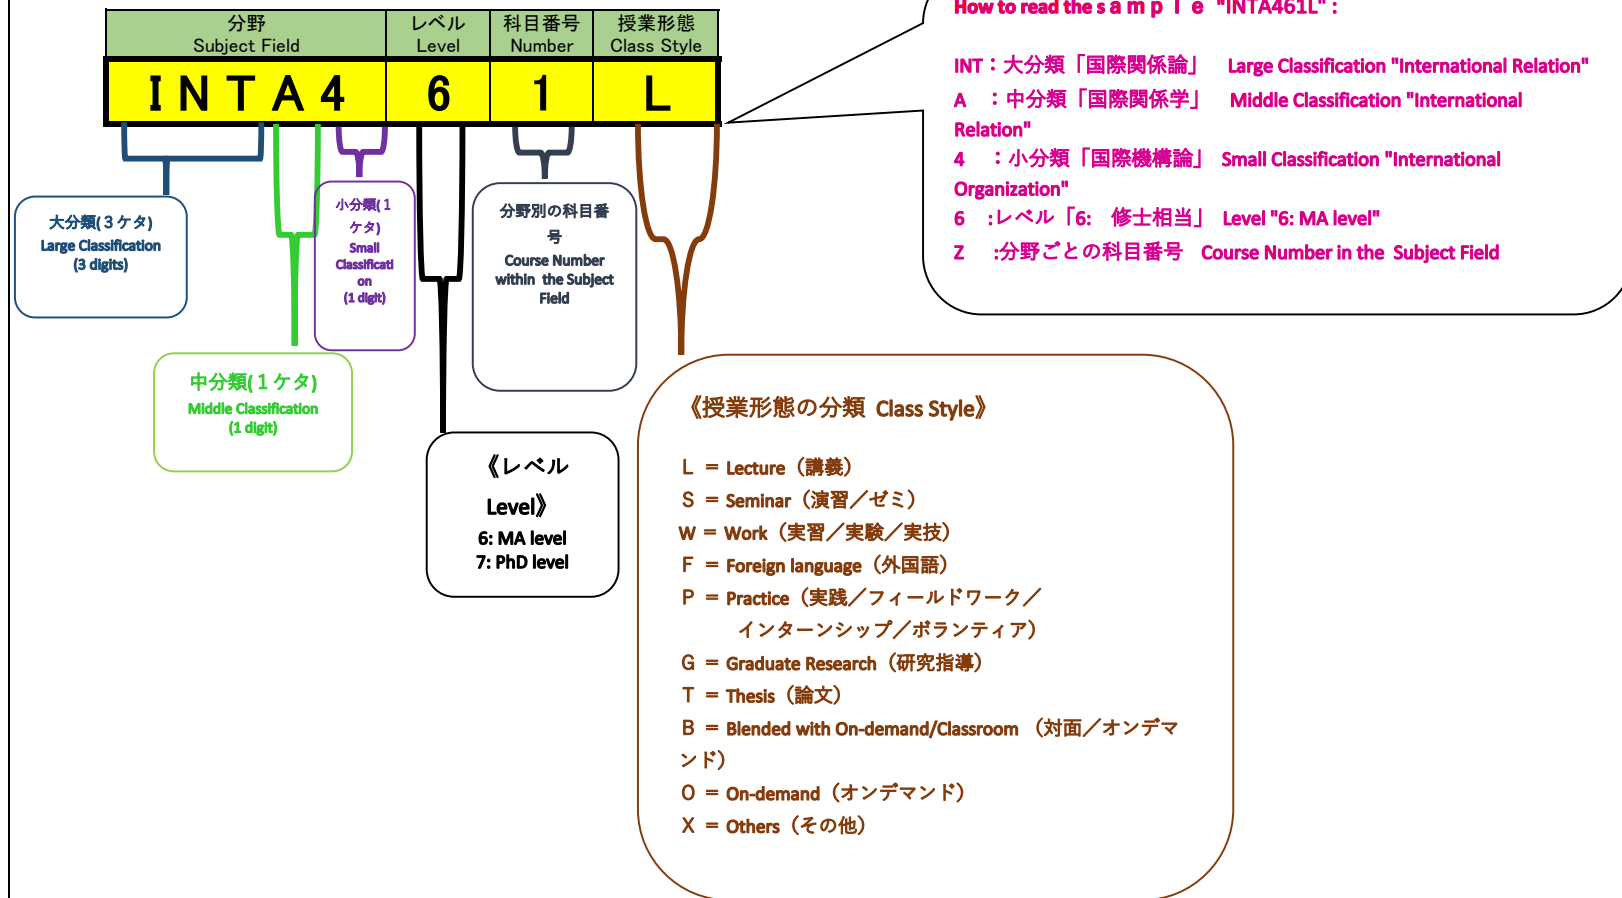 分野
Subject Field
レベル
Level
科目番号
Number
授業形態
Class Style
ＩＮＴＡ４
６
１
Ｌ
How to read the sａｍｐｌｅ "INTA461L" :
INT：大分類「国際関係論」 Large Classification "International Relation"
A ：中分類「国際関係学」 Middle Classification "International
Relation"
4 ：小分類「国際機構論」 Small Classification "International
Organization"
6 :レベル「6: 修士相当」 Level "6: MA level"
Z :分野ごとの科目番号 Course Number in the Subject Field
大分類(３ケタ)
Large Classification
(3 digits)
小分類(１
ケタ)
Small
Classificati
on
(1 digit)
分野別の科目番
号
Course Number
within the Subject
Field
中分類(１ケタ)
Middle Classification
(1 digit)
《レベル
Level》
6: MA level
7: PhD level
《授業形態の分類 Class Style》
Ｌ = Lecture（講義）
Ｓ = Seminar（演習／ゼミ）
W = Work（実習／実験／実技）
Ｆ = Foreign language（外国語）
Ｐ = Practice（実践／フィールドワーク／
インターンシップ／ボランティア）
Ｇ = Graduate Research（研究指導）
Ｔ = Thesis（論文）
Ｂ = Blended with On-demand/Classroom （対面／オンデマ
ンド）
Ｏ = On-demand（オンデマンド）
Ｘ = Others（その他）